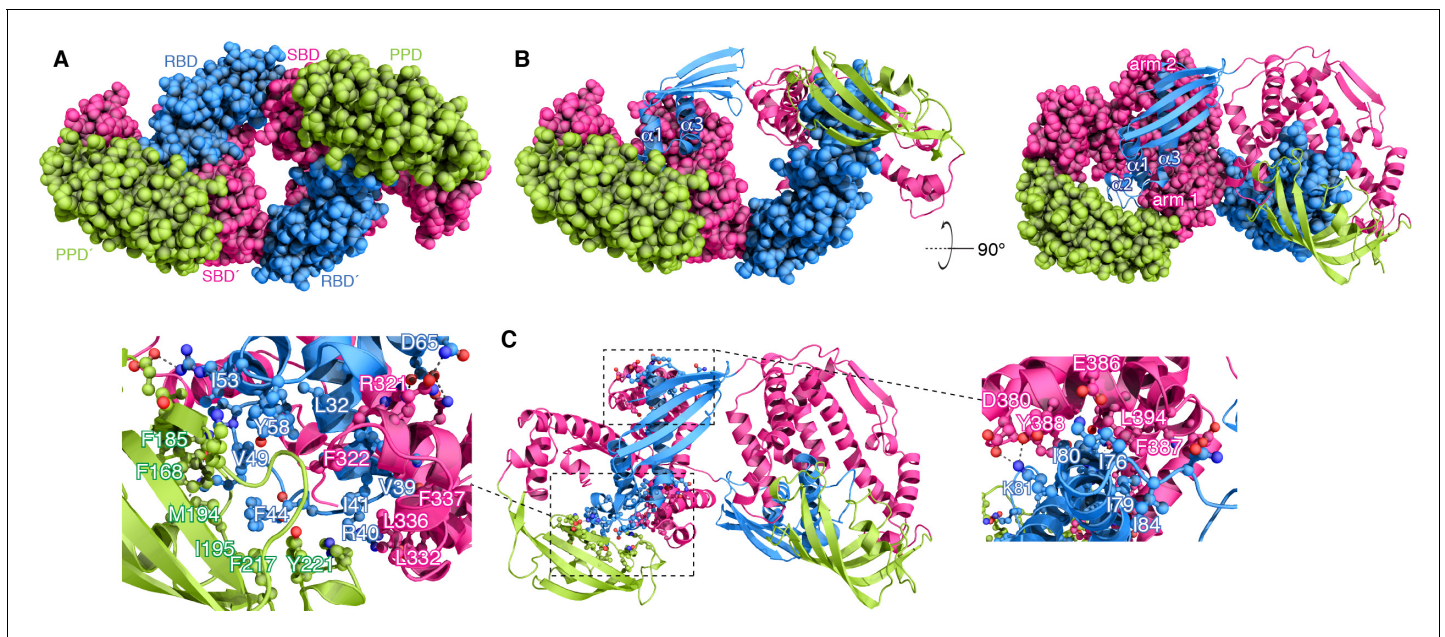 A
RBD
SBD
PPD
PPD´
SBD´
RBD´
B
α1
α3
90°
arm 2
α1
α3
α2
arm 1
C
D65
I53
R321
L32
Y58
F185
F168
V49
F322
V39
F337
M194
F44
I41
L336
R40
I195
F217
Y221
L332
E386
D380
Y388
L394
F387
I80
I76
K81
I79
I84